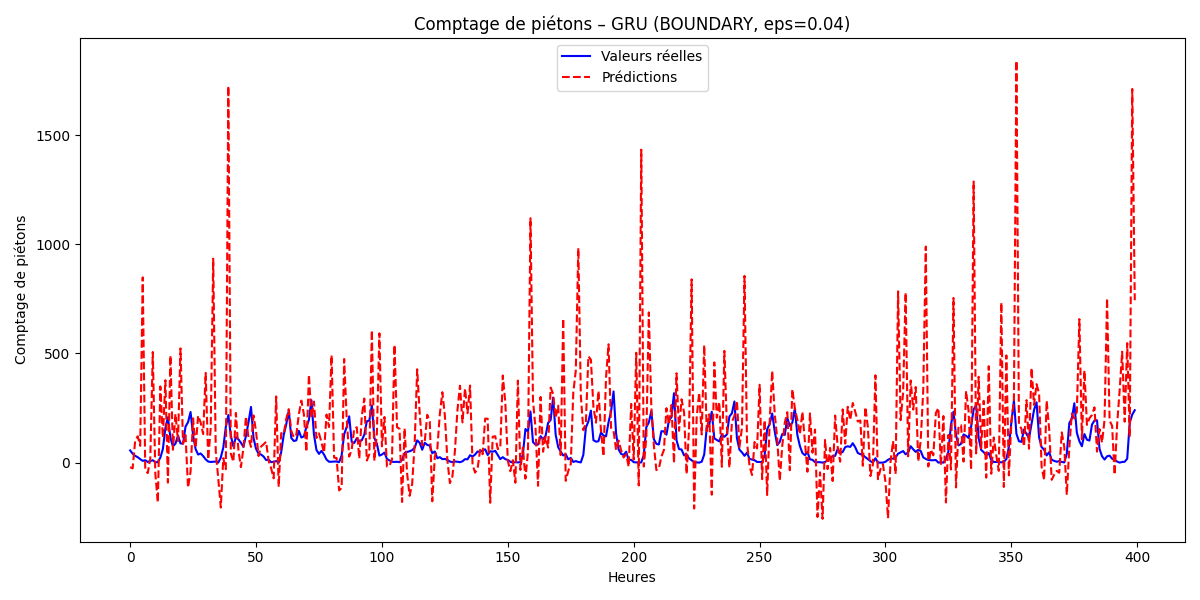 Comptage de piétons – GRU (BOUNDARY, eps=0.04)
Valeurs réelles
Prédictions
Comptage de piétons
1500
1000
500
0
0 50 100 150 200 250 300 350 400
Heures